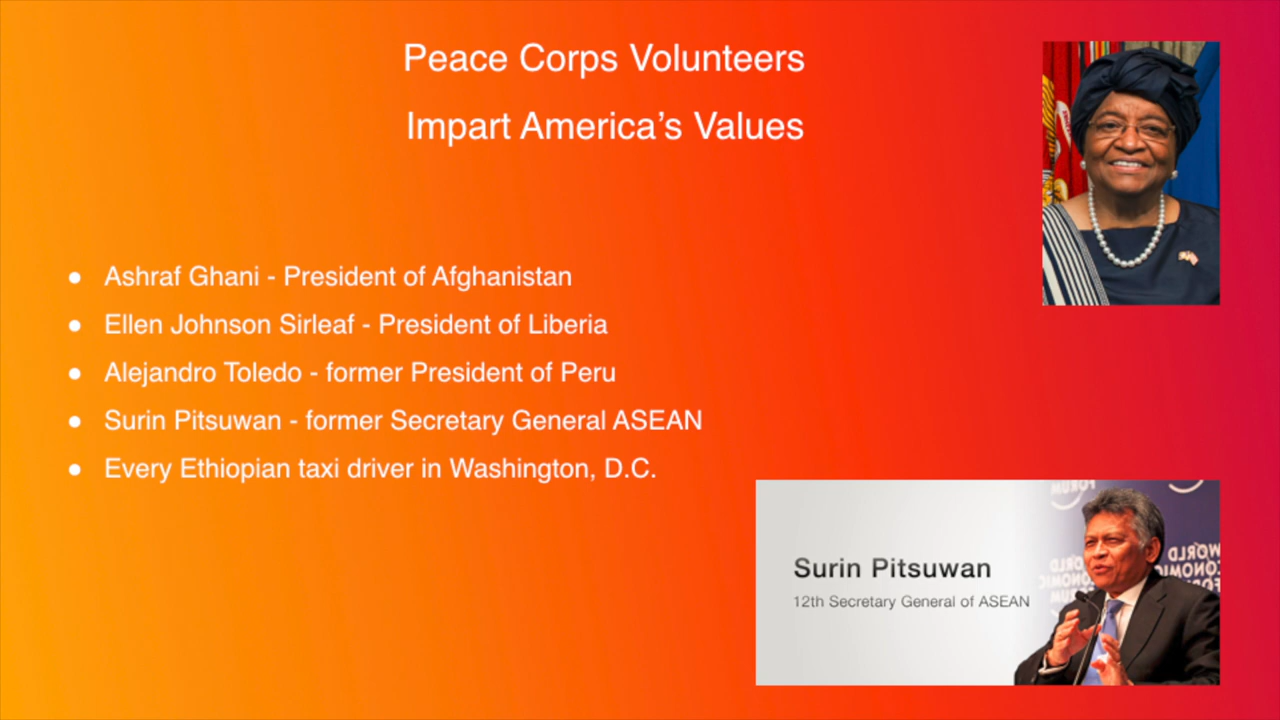 Peace Corps Volunteers
Impart America's Values
● Ashraf Ghani - President of Afghanistan
● Ellen Johnson Sirleaf - President of Liberia
● Alejandro Toledo - former President of Peru
● Surin Pitsuwan - former Secretary General ASEAN
● Every Ethiopian taxi driver in Washington, D.C.
Surin Pitsuwan
12th Secretary General of ASEAN
WORLD
ECONOMIC
FORUM